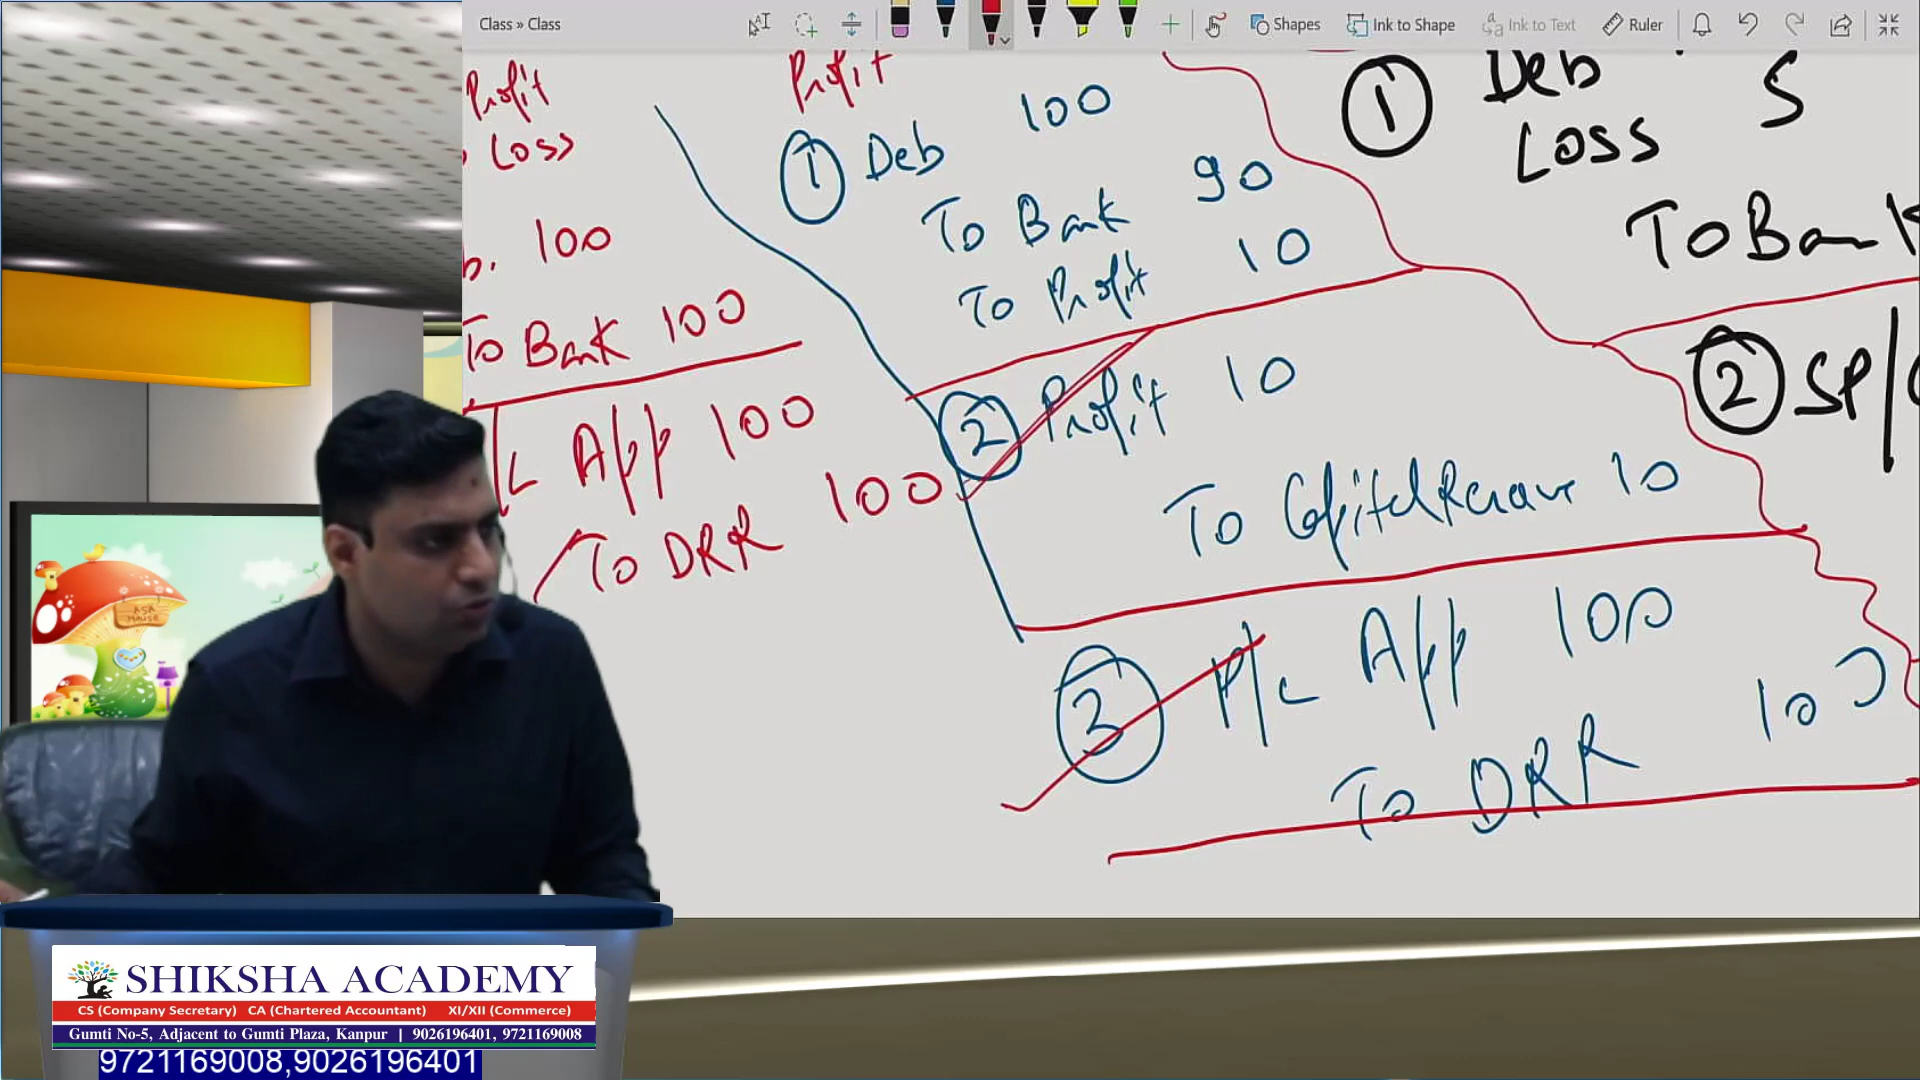 Class » Class
Shapes
Ink to Shape
Ink to Text
Ruler
Profit
Loss
b. 100
To Bank 100
P/L App 100
To DRR 100
Profit
1 Deb 100
To Bank 90
To Profit 10
2 Profit 10
To Capital Reserve 10
3 P/L App 100
To DRR 100
1 Deb
Loss 5
To Bank
2 SP/
ASA
HOUSE
SHIKSHA ACADEMY
CS (Company Secretary) CA (Chartered Accountant) XI/XII (Commerce)
Gumti No-5, Adjacent to Gumti Plaza, Kanpur | 9026196401, 9721169008
9721169008,9026196401